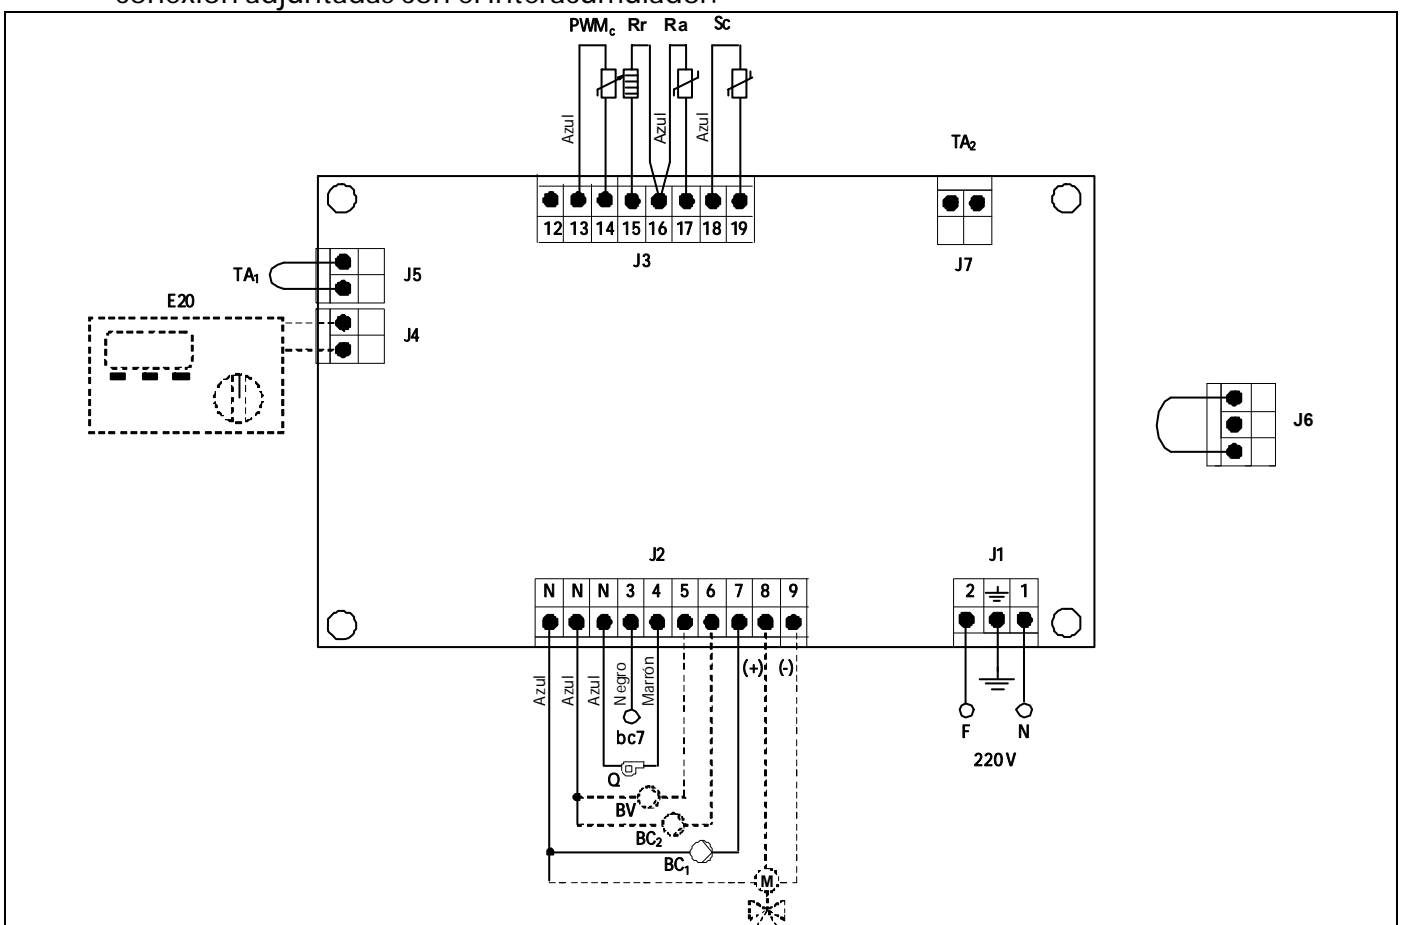 PWMc Rr Ra Sc
Azul Azul Azul
TA2
12 13 14 15 16 17 18 19
J3
J7
TA1
J5
E20
J4
J6
J2
J1
N N N 3 4 5 6 7 8 9
2 1
Azul Azul Azul Negro Marrón
(+) (-)
bc7
F N
220V
Q
BV
BC2
BC1
M